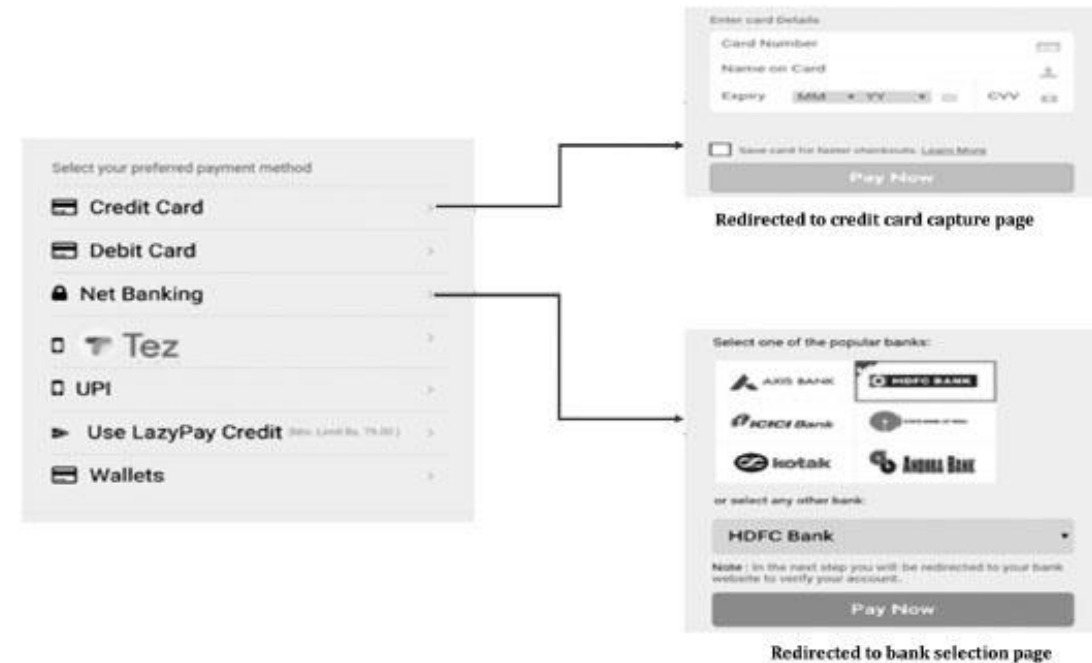 Select your preferred payment method
Credit Card
Debit Card
Net Banking
Tez
UPI
Use LazyPay Credit
Wallets
Enter card Details
Card Number
Name on Card
Expiry MM YY CVV
Save card for faster checkouts. Learn More
Pay Now
Redirected to credit card capture page
Select one of the popular banks:
AXIS BANK HDFC BANK
ICICI Bank
kotak ANDHRA BANK
or select any other bank:
HDFC Bank
Note : In the next step you will be redirected to your bank
website to verify your account.
Pay Now
Redirected to bank selection page